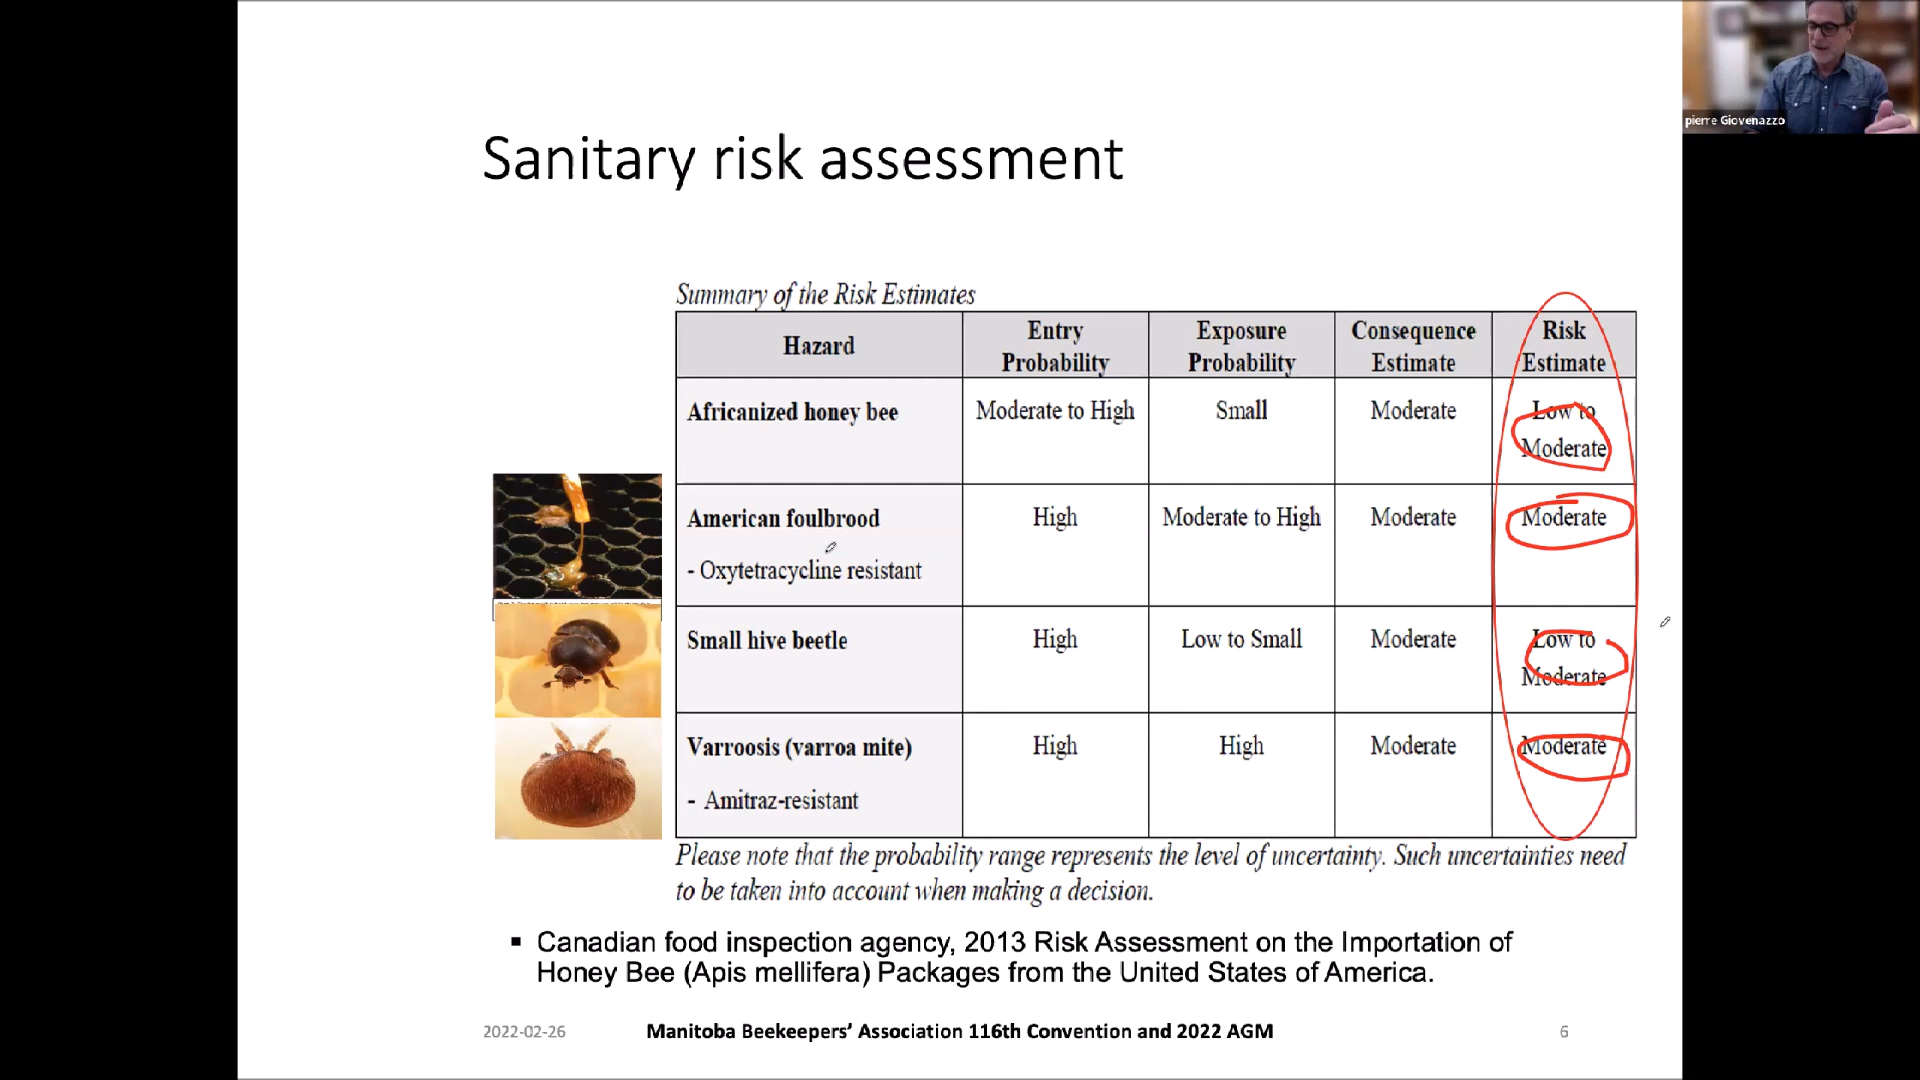 pierre Giovenazzo
Sanitary risk assessment
Summary of the Risk Estimates
Hazard
Entry Probability
Exposure Probability
Consequence Estimate
Risk Estimate
Africanized honey bee
Moderate to High
Small
Moderate
Low to
Moderate
American foulbrood
- Oxytetracycline resistant
High
Moderate to High
Moderate
Moderate
Small hive beetle
High
Low to Small
Moderate
Low to
Moderate
Varroosis (varroa mite)
- Amitraz-resistant
High
High
Moderate
Moderate
Please note that the probability range represents the level of uncertainty. Such uncertainties need
to be taken into account when making a decision.
▪ Canadian food inspection agency, 2013 Risk Assessment on the Importation of
Honey Bee (Apis mellifera) Packages from the United States of America.
2022-02-26
Manitoba Beekeepers’ Association 116th Convention and 2022 AGM
6